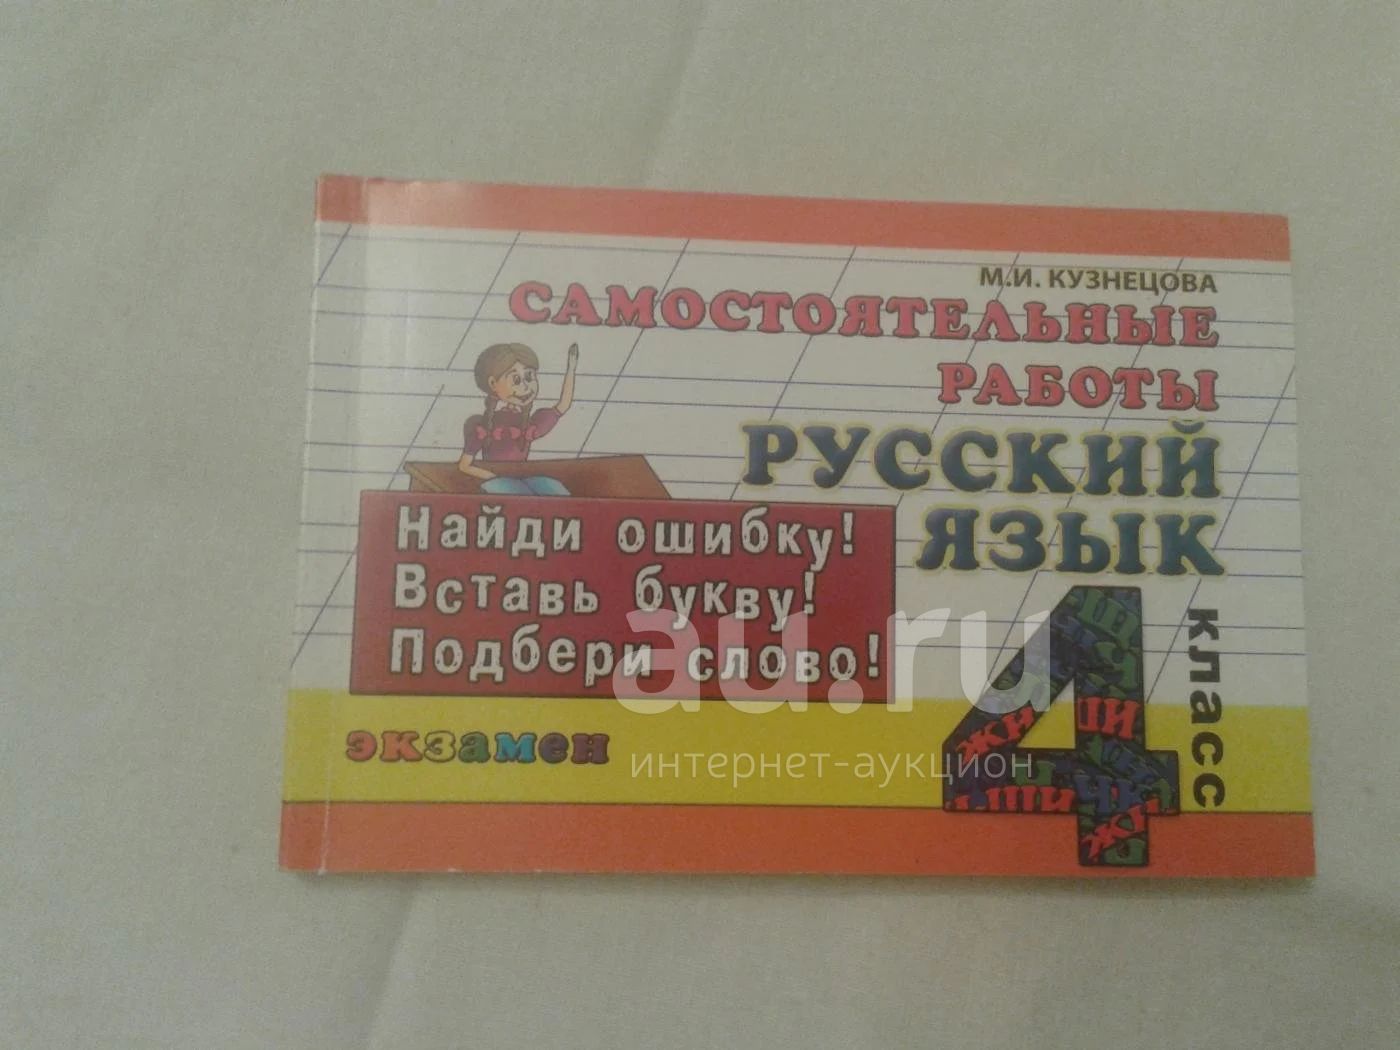 М.И. КУЗНЕЦОВА
САМОСТОЯТЕЛЬНЫЕ
РАБОТЫ
РУССКИЙ
ЯЗЫК
4
класс
Найди ошибку!
Вставь букву!
Подбери слово!
экзамен
au.ru
интернет-аукцион